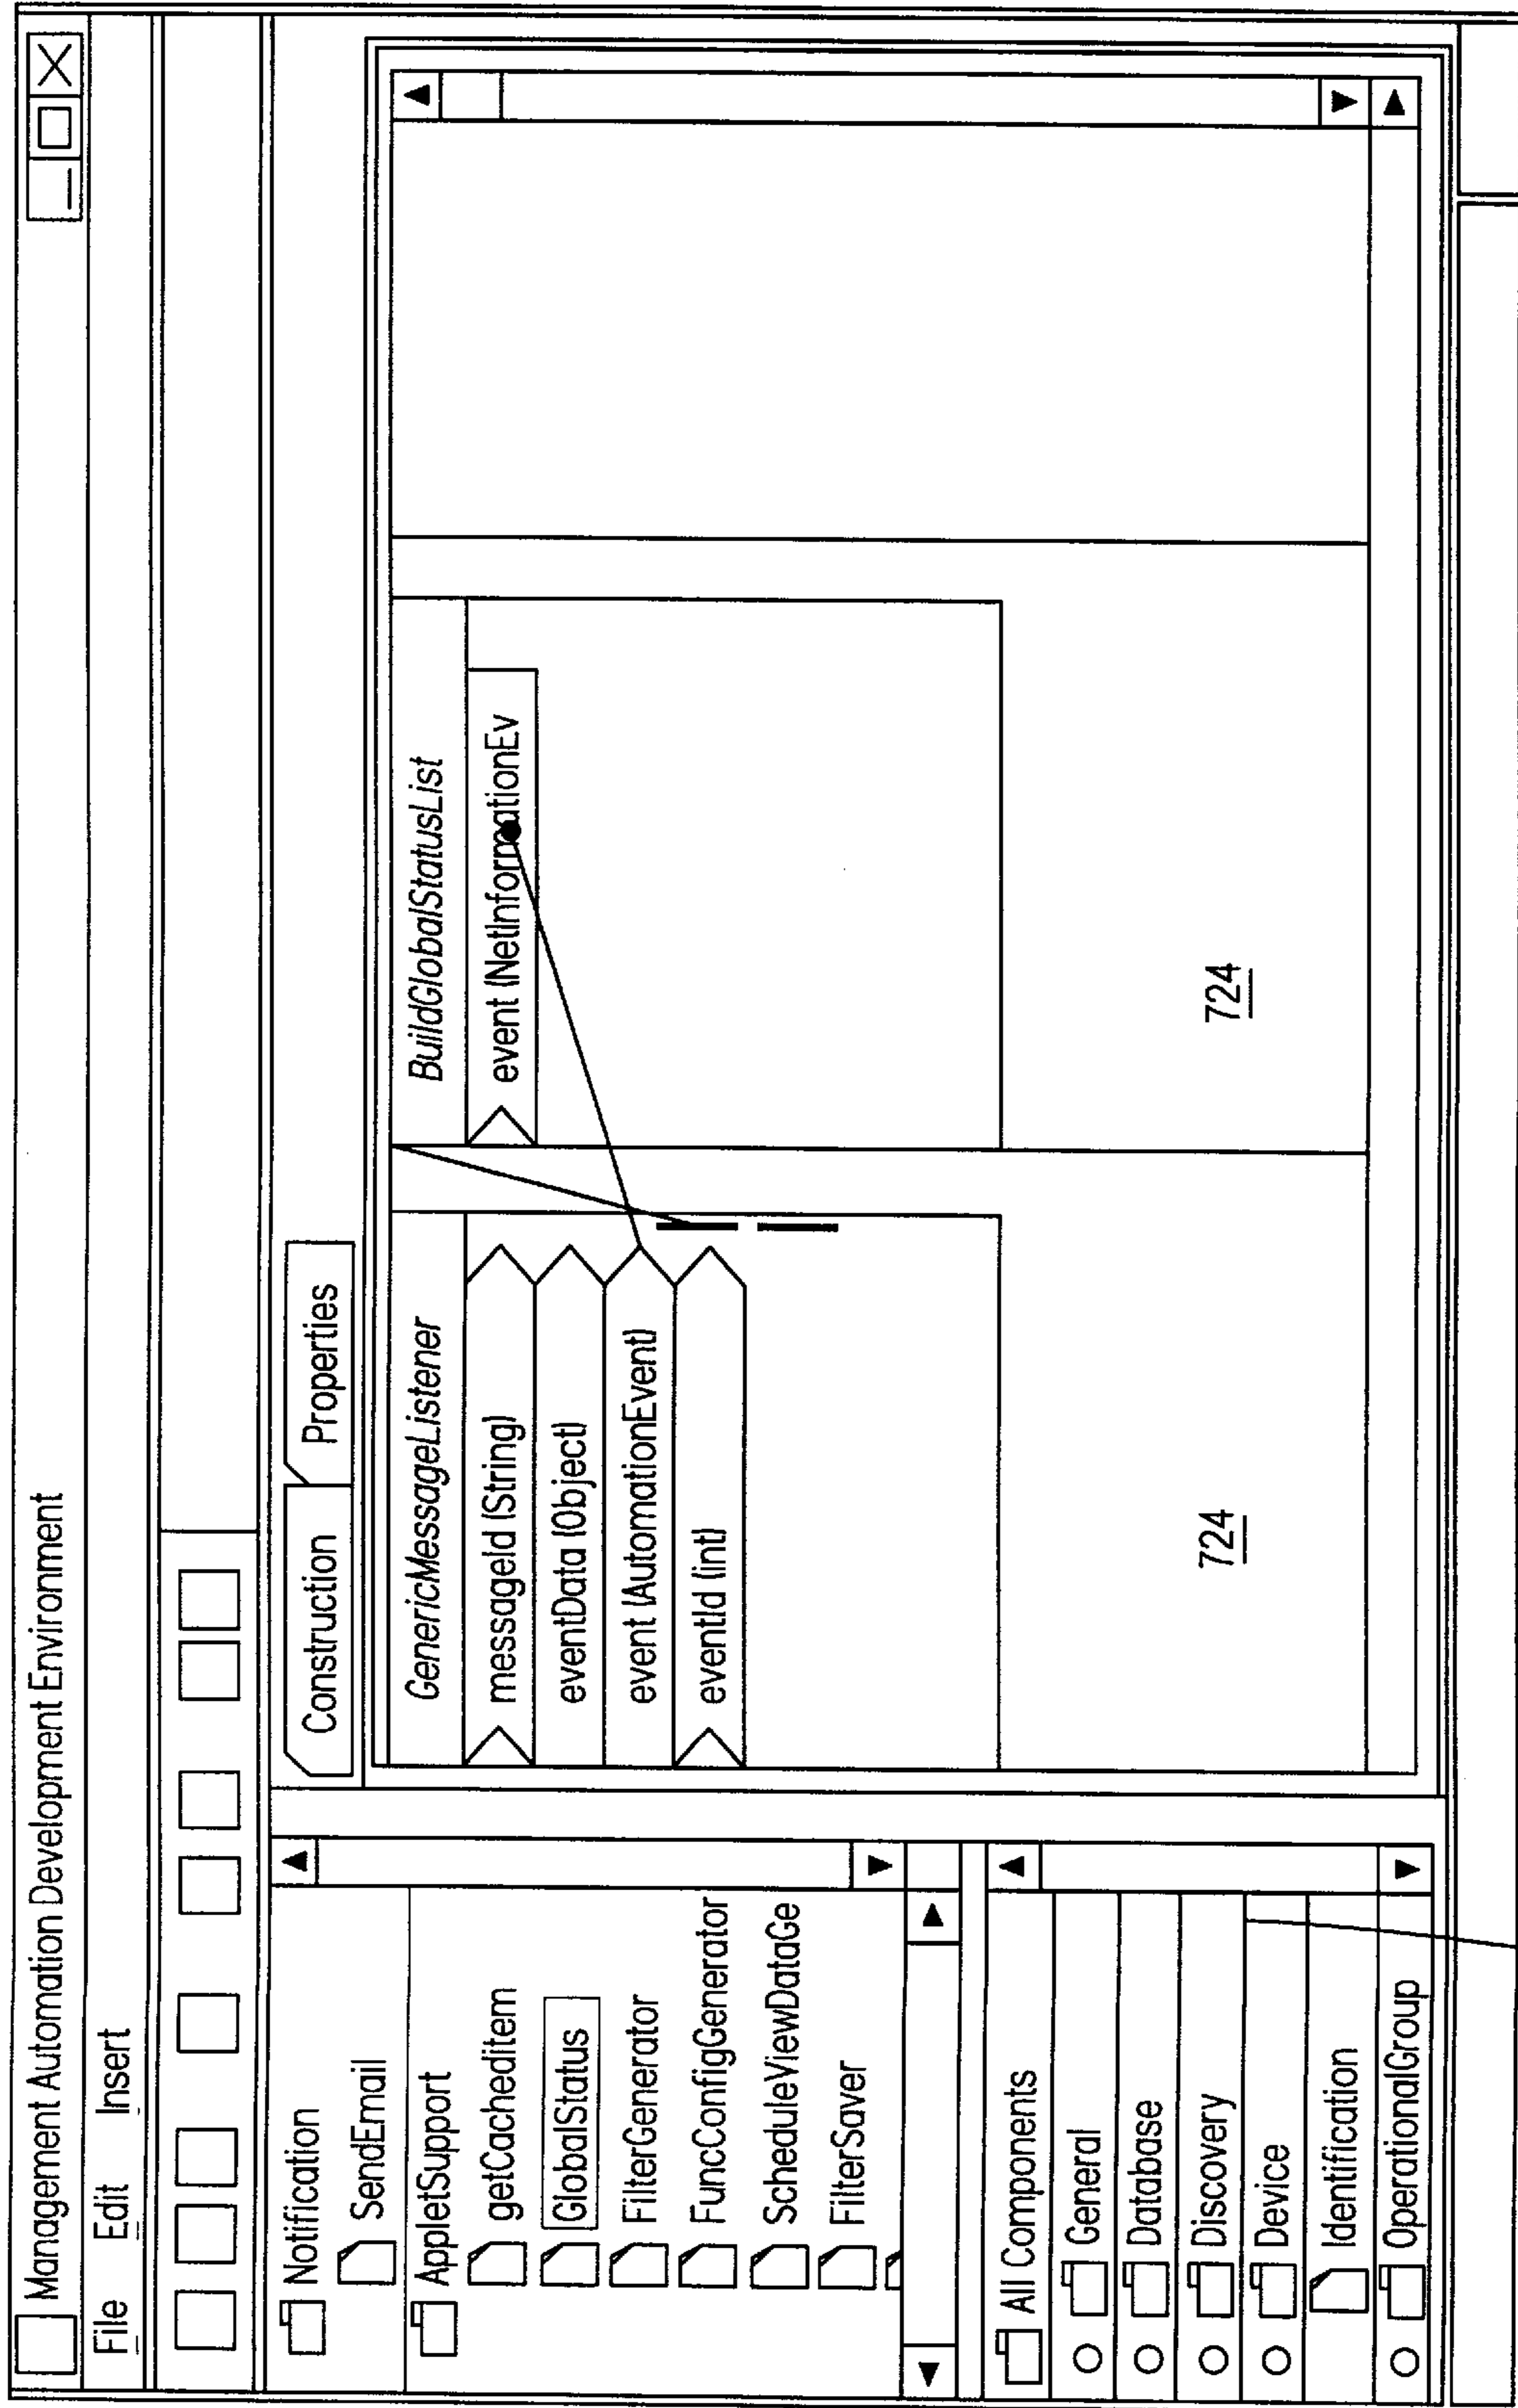 Management Automation Development Environment
File Edit Insert
Notification
SendEmail
AppletSupport
getCacheditem
GlobalStatus
FilterGenerator
FuncConfigGenerator
ScheduleViewDataGe
FilterSaver
All Components
General
Database
Discovery
Device
Identification
OperationalGroup
Construction Properties
GenericMessageListener
messageId (String)
eventData (Object)
event (AutomationEvent)
eventId (int)
724
BuildGlobalStatusList
event (NetInformationEv
724